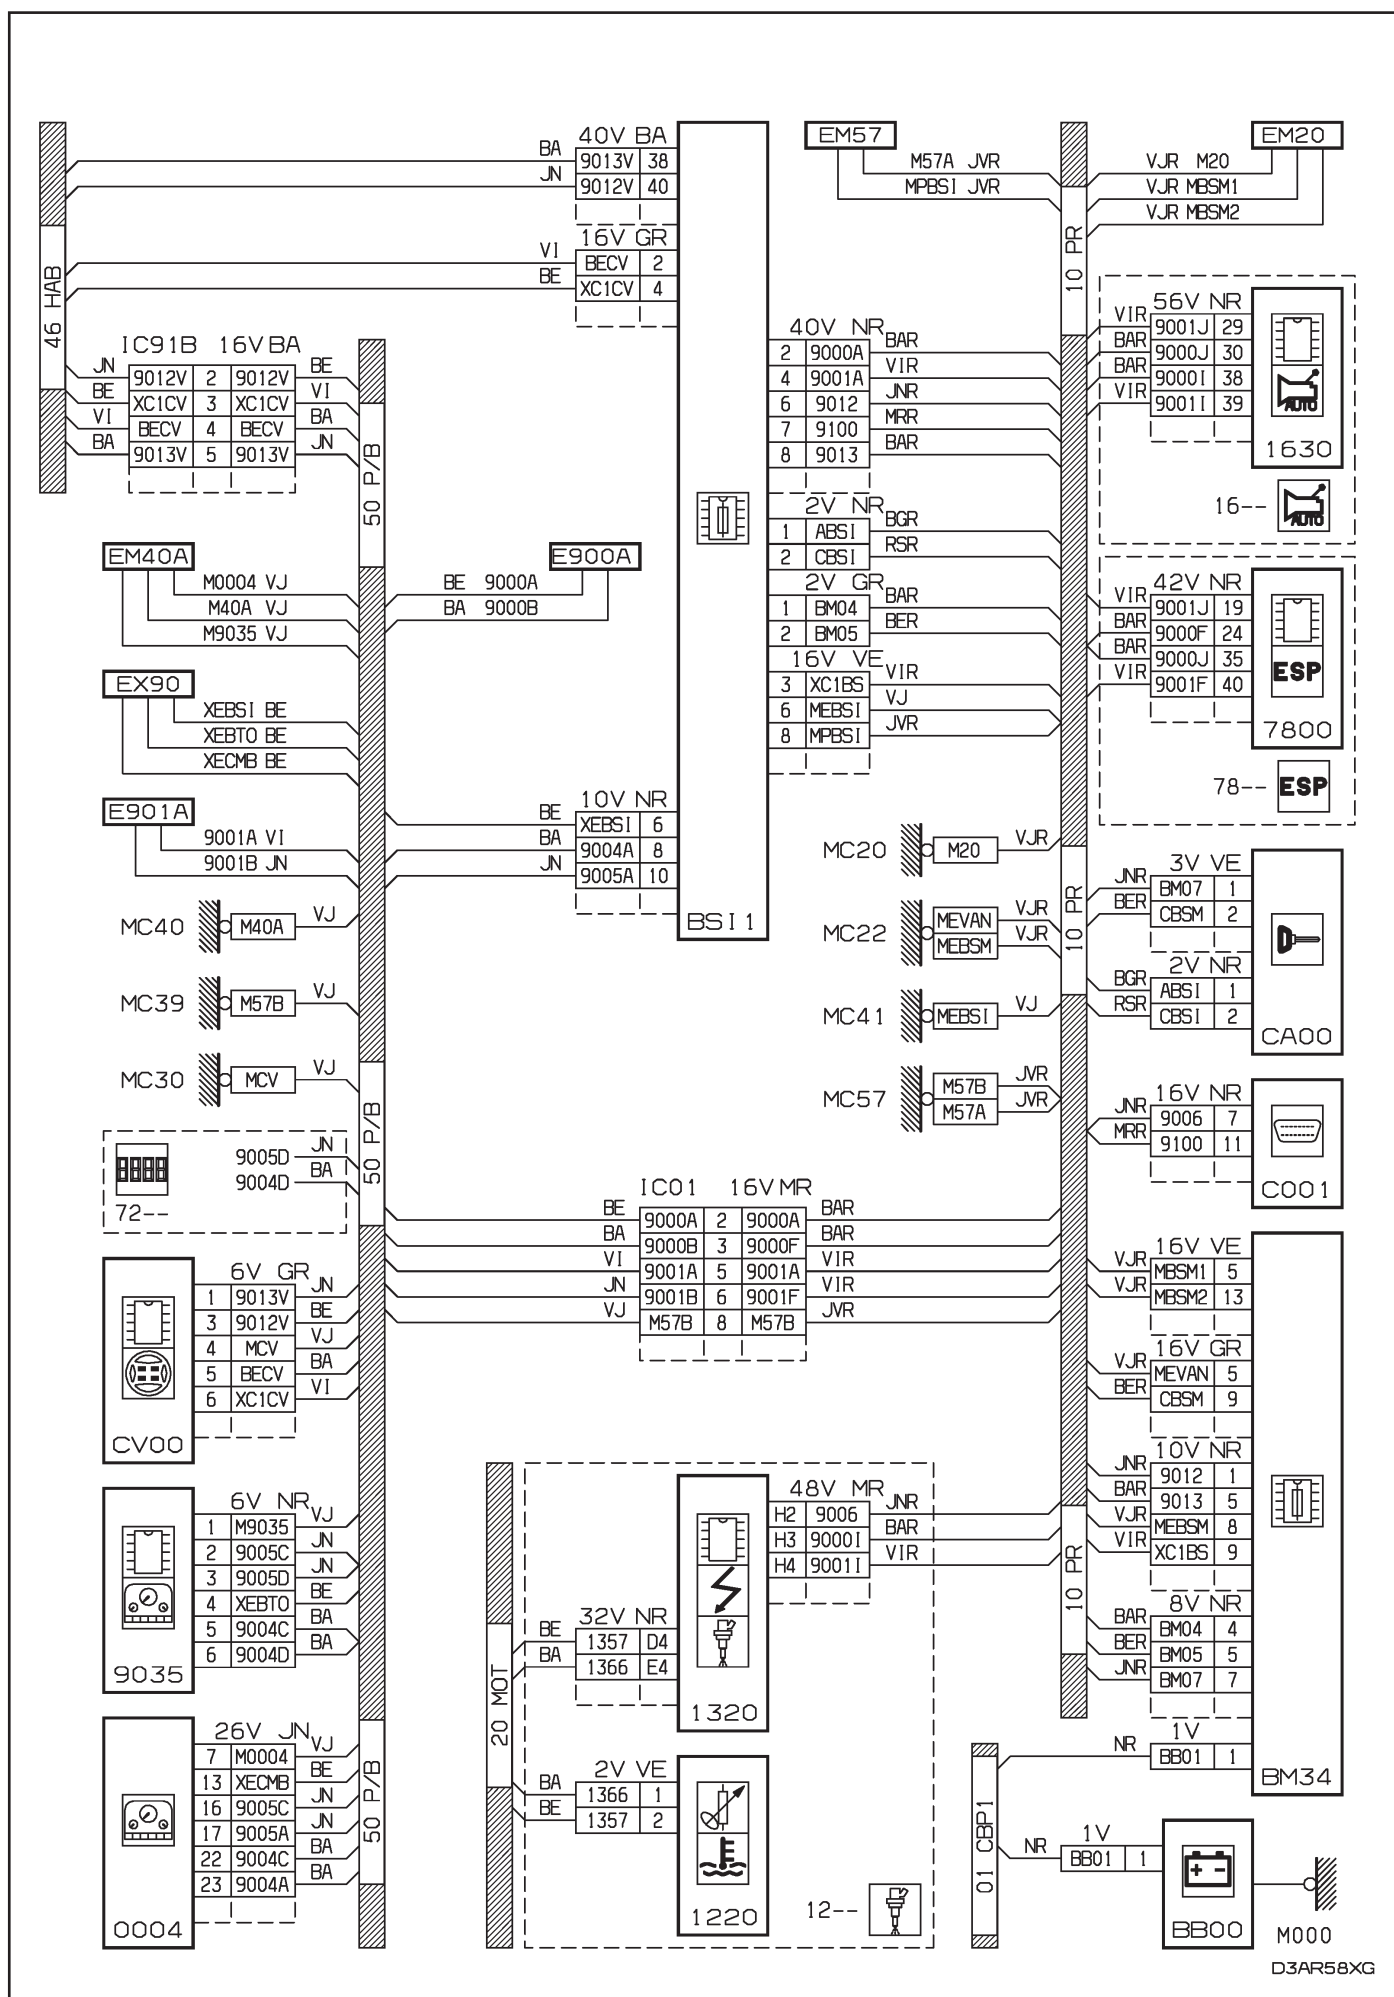 40V BA
BA 9013V 38
JN 9012V 40
16V GR
VI BECV 2
BE XC1CV 4
46 HAB
IC91B 16V BA
JN 9012V 2 9012V BE
BE XC1CV 3 XC1CV VI
VI BECV 4 BECV BA
BA 9013V 5 9013V JN
50 P/B
EM40A
M0004 VJ
M40A VJ
M9035 VJ
E900A
BE 9000A
BA 9000B
EX90
XEBSI BE
XEBTO BE
XECMB BE
E901A
9001A VI
9001B JN
10V NR
BE XEBSI 6
BA 9004A 8
JN 9005A 10
BSI1
MC40 M40A VJ
MC39 M57B VJ
MC30 MCV VJ
50 P/B
9005D JN
9004D BA
72--
6V GR
1 9013V JN
3 9012V BE
4 MCV VJ
5 BECV BA
6 XC1CV VI
CV00
6V NR
1 M9035 VJ
2 9005C JN
3 9005D JN
4 XEBTO BE
5 9004C BA
6 9004D BA
9035
26V JN
7 M0004 VJ
13 XECMB BE
16 9005C JN
17 9005A JN
22 9004C BA
23 9004A BA
0004
50 P/B
EM57
M57A JVR
MPBSI JVR
EM20
VJR M20
VJR MBSM1
VJR MBSM2
10 PR
40V NR
2 9000A BAR
4 9001A VIR
6 9012 JNR
7 9100 MRR
8 9013 BAR
2V NR
1 ABSI BGR
2 CBSI RSR
2V GR
1 BM04 BAR
2 BM05 BER
16V VE
3 XC1BS VIR
6 MEBSI VJ
8 MPBSI JVR
56V NR
VIR 9001J 29
BAR 9000J 30
BAR 9000I 38
VIR 9001I 39
AUTO
1630
16--
AUTO
42V NR
VIR 9001J 19
BAR 9000F 24
BAR 9000J 35
VIR 9001F 40
ESP
7800
78--
ESP
MC20 M20 VJR
MC22 MEVAN VJR
MEBSM VJR
MC41 MEBSI VJ
MC57 M57B JVR
M57A JVR
10 PR
3V VE
JNR BM07 1
BER CBSM 2
2V NR
BGR ABSI 1
RSR CBSI 2
CA00
16V NR
JNR 9006 7
MRR 9100 11
C001
IC01 16V MR
BE 9000A 2 9000A BAR
BA 9000B 3 9000F BAR
VI 9001A 5 9001A VIR
JN 9001B 6 9001F VIR
VJ M57B 8 M57B JVR
16V VE
VJR MBSM1 5
VJR MBSM2 13
16V GR
VJR MEVAN 5
BER CBSM 9
10V NR
JNR 9012 1
BAR 9013 5
VJR MEBSM 8
VIR XC1BS 9
8V NR
BAR BM04 4
BER BM05 5
JNR BM07 7
1V
NR BB01 1
BM34
10 PR
48V MR
H2 9006 JNR
H3 9000I BAR
H4 9001I VIR
32V NR
BE 1357 D4
BA 1366 E4
1320
20 MOT
2V VE
BA 1366 1
BE 1357 2
1220
12--
01 CBP1
1V
NR BB01 1
BB00
M000
D3AR58XG